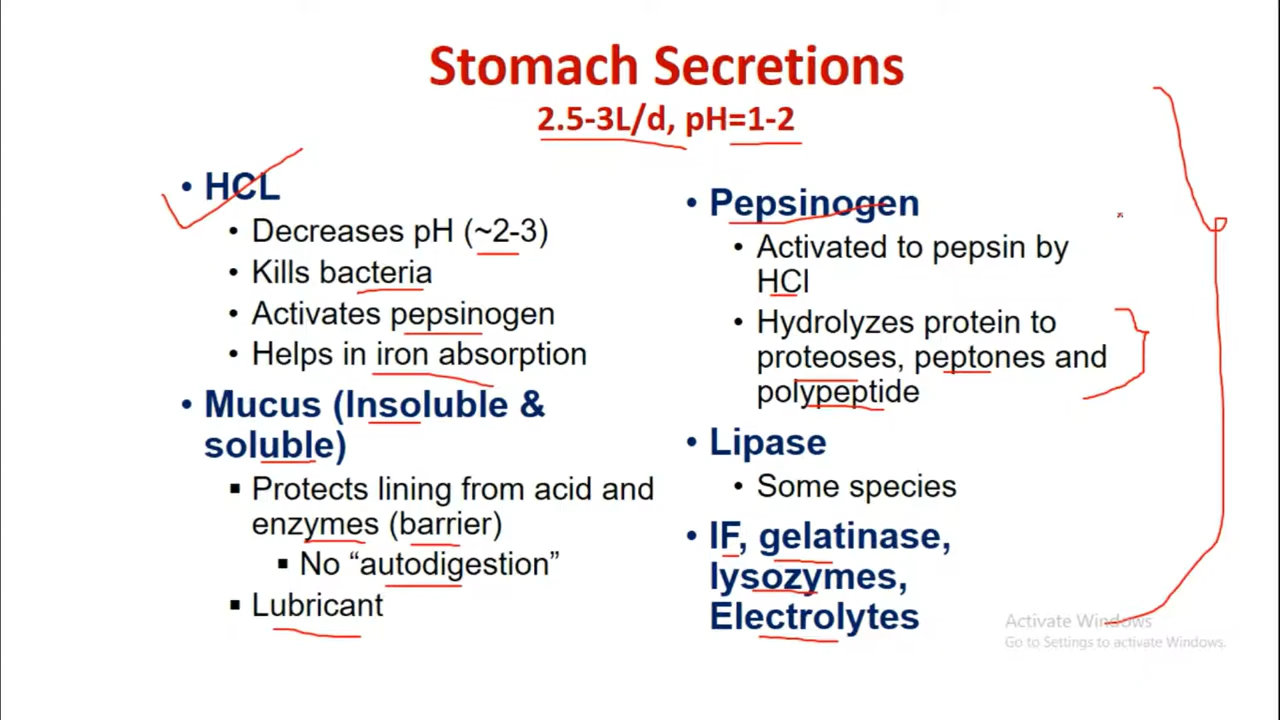 Stomach Secretions
2.5-3L/d, pH=1-2
• HCL
• Decreases pH (~2-3)
• Kills bacteria
• Activates pepsinogen
• Helps in iron absorption
• Mucus (Insoluble &
soluble)
▪ Protects lining from acid and
enzymes (barrier)
▪ No “autodigestion”
▪ Lubricant
• Pepsinogen
• Activated to pepsin by
HCl
• Hydrolyzes protein to
proteoses, peptones and
polypeptide
• Lipase
• Some species
• IF, gelatinase,
lysozymes,
Electrolytes
Activate Windows
Go to Settings to activate Windows.